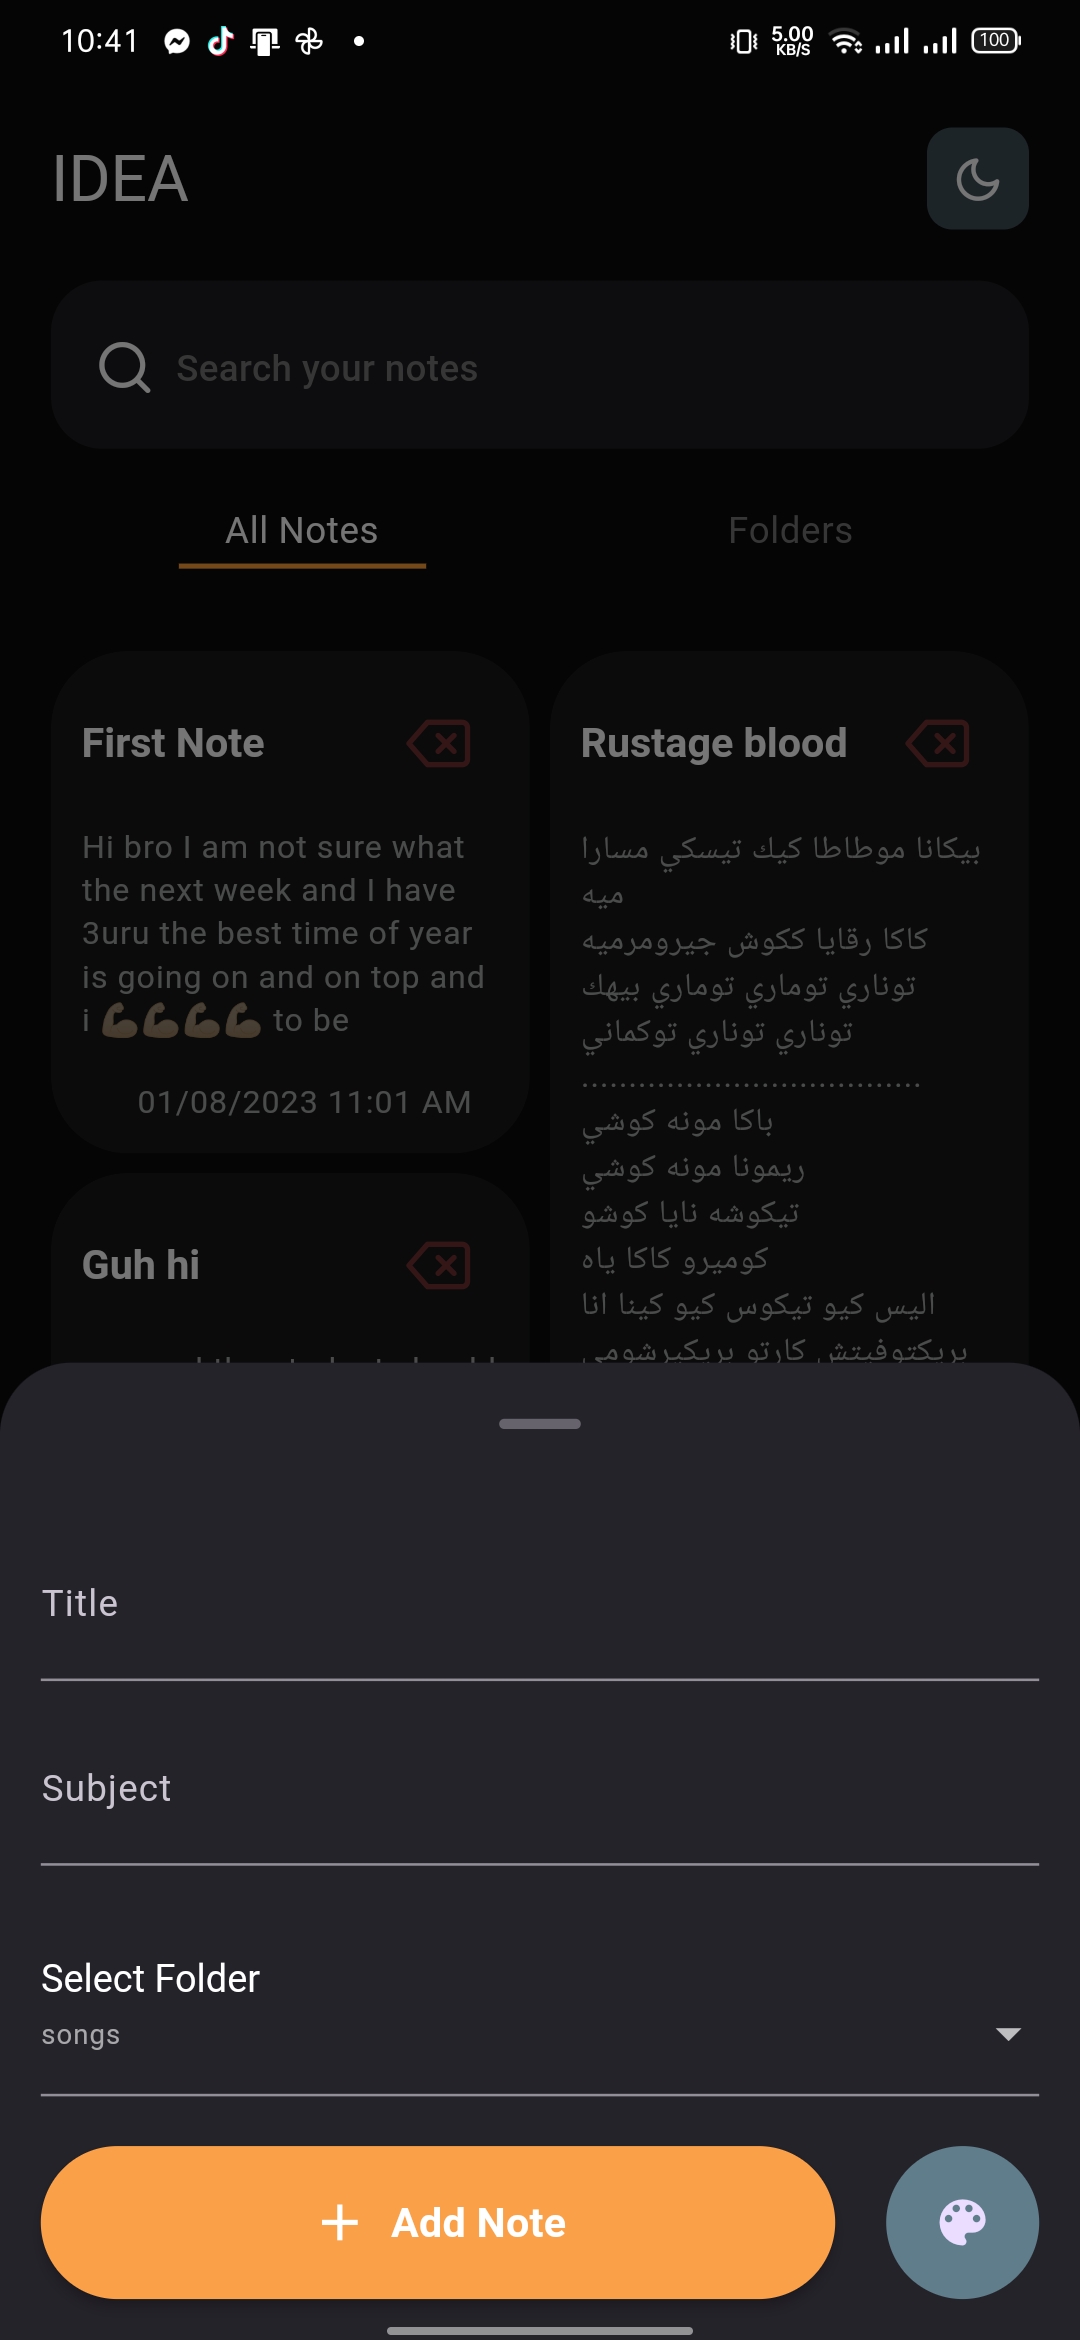 10:41
5.00
KB/S
100
IDEA
Search your notes
All Notes
Folders
First Note
Hi bro I am not sure what
the next week and I have
3uru the best time of year
is going on and on top and
i 💪💪💪💪 to be
01/08/2023 11:01 AM
Guh hi
Rustage blood
بيكانا موطاطا كيك تيسكي مسارا
ميه
كاكا رقايا ككوش جيرومرميه
توناري توماري توماري بيهك
توناري توناري توكماني
....................................
باكا مونه كوشي
ريمونا مونه كوشي
تيكوشه نايا كوشو
كوميرو كاكا ياه
اليس كيو تيكوس كيو كينا انا
Title
Subject
Select Folder
songs
Add Note